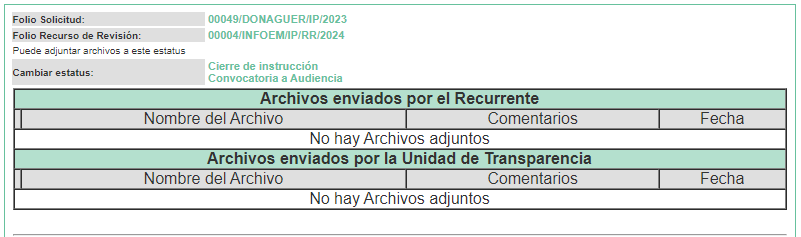 Folio Solicitud: 00049/DONAGUER/IP/2023
Folio Recurso de Revisión: 00004/INFOEM/IP/RR/2024
Puede adjuntar archivos a este estatus
Cambiar estatus: Cierre de instrucción
Convocatoria a Audiencia
Archivos enviados por el Recurrente
Nombre del Archivo Comentarios Fecha
No hay Archivos adjuntos
Archivos enviados por la Unidad de Transparencia
Nombre del Archivo Comentarios Fecha
No hay Archivos adjuntos